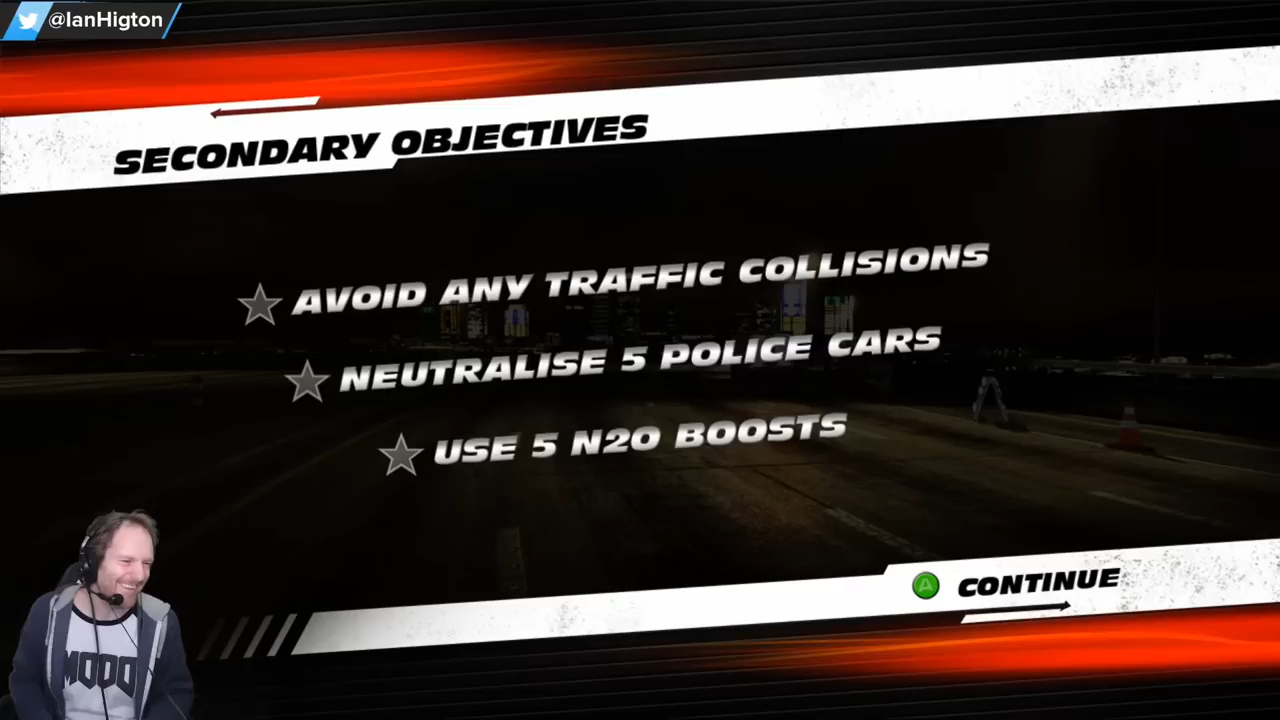 @IanHigton
SECONDARY OBJECTIVES
AVOID ANY TRAFFIC COLLISIONS
NEUTRALISE 5 POLICE CARS
USE 5 N2O BOOSTS
A CONTINUE